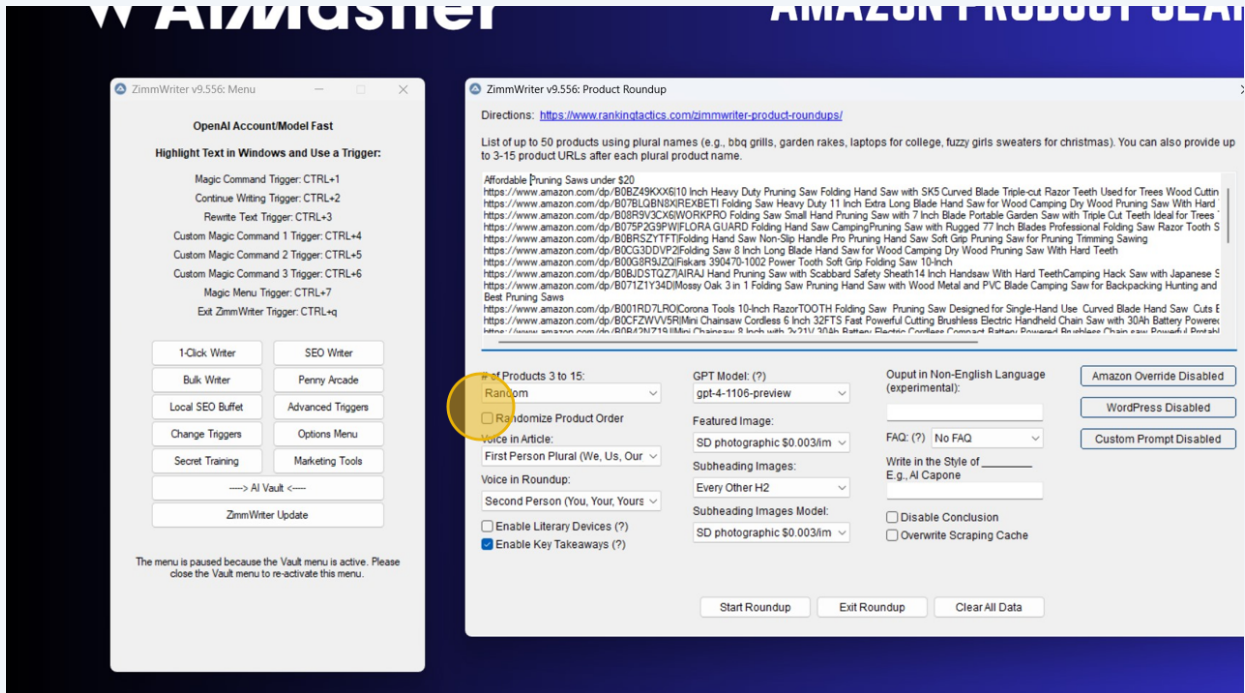 AIMasher
AMAZON PRODUCT
ZimmWriter v9.556: Menu
OpenAI Account/Model Fast
Highlight Text in Windows and Use a Trigger:
Magic Command Trigger: CTRL+1
Continue Writing Trigger: CTRL+2
Rewrite Text Trigger: CTRL+3
Custom Magic Command 1 Trigger: CTRL+4
Custom Magic Command 2 Trigger: CTRL+5
Custom Magic Command 3 Trigger: CTRL+6
Magic Menu Trigger: CTRL+7
Exit ZimmWriter Trigger: CTRL+q
1-Click Writer
SEO Writer
Bulk Writer
Penny Arcade
Local SEO Buffet
Advanced Triggers
Change Triggers
Options Menu
Secret Training
Marketing Tools
----> AI Vault <----
ZimmWriter Update
The menu is paused because the Vault menu is active. Please
close the Vault menu to re-activate this menu.
ZimmWriter v9.556: Product Roundup
Directions: https://www.rankingtactics.com/zimmwriter-product-roundups/
List of up to 50 products using plural names (e.g., bbq grills, garden rakes, laptops for college, fuzzy girls sweaters for christmas). You can also provide up
to 3-15 product URLs after each plural product name.
Affordable Pruning Saws under $20
https://www.amazon.com/dp/B0BZ49KXX6|10 Inch Heavy Duty Pruning Saw Folding Hand Saw with SK5 Curved Blade Triple-cut Razor Teeth Used for Trees Wood Cuttin
https://www.amazon.com/dp/B07BLQBN8X|REXBETI Folding Saw Heavy Duty 11 Inch Extra Long Blade Hand Saw for Wood Camping Dry Wood Pruning Saw With Hard
https://www.amazon.com/dp/B08R9V3CX6|WORKPRO Folding Saw Small Hand Pruning Saw with 7 Inch Blade Portable Garden Saw with Triple Cut Teeth Ideal for Trees
https://www.amazon.com/dp/B075P2G9PW|FLORA GUARD Folding Hand Saw CampingPruning Saw with Rugged 77 Inch Blades Professional Folding Saw Razor Tooth S
https://www.amazon.com/dp/B0BRSZYTFT|Folding Hand Saw Non-Slip Handle Pro Pruning Hand Saw Soft Grip Pruning Saw for Pruning Trimming Sawing
https://www.amazon.com/dp/B0CG3DDVP2|Folding Saw 8 Inch Long Blade Hand Saw for Wood Camping Dry Wood Pruning Saw With Hard Teeth
https://www.amazon.com/dp/B00G8R9JZQ|Fiskars 390470-1002 Power Tooth Soft Grip Folding Saw 10-Inch
https://www.amazon.com/dp/B0BJDSTQZ7|AIRAJ Hand Pruning Saw with Scabbard Safety Sheath14 Inch Handsaw With Hard TeethCamping Hack Saw with Japanese S
https://www.amazon.com/dp/B071Z1Y34D|Mossy Oak 3 in 1 Folding Saw Pruning Hand Saw with Wood Metal and PVC Blade Camping Saw for Backpacking Hunting and
Best Pruning Saws
https://www.amazon.com/dp/B001RD7LRO|Corona Tools 10-Inch RazorTOOTH Folding Saw Pruning Saw Designed for Single-Hand Use Curved Blade Hand Saw Cuts
https://www.amazon.com/dp/B0CFZWVV5R|Mini Chainsaw Cordless 6 Inch 32FTS Fast Powerful Cutting Brushless Electric Handheld Chain Saw with 30Ah Battery Powered
https://www.amazon.com/dp/B0B42NZ19J|Mini Chainsaw 8 Inch with 2x21V 30Ah Battery Electric Cordless Compact Battery Powered Brushless Chain saw Powerful
# of Products 3 to 15:
Random
Randomize Product Order
Voice in Article:
First Person Plural (We, Us, Our
Voice in Roundup:
Second Person (You, Your, Yours
Enable Literary Devices (?)
Enable Key Takeaways (?)
GPT Model: (?)
gpt-4-1106-preview
Featured Image:
SD photographic $0.003/im
Subheading Images:
Every Other H2
Subheading Images Model:
SD photographic $0.003/im
Ouput in Non-English Language
(experimental):
FAQ: (?) No FAQ
Write in the Style of ________
E.g., Al Capone
Disable Conclusion
Overwrite Scraping Cache
Amazon Override Disabled
WordPress Disabled
Custom Prompt Disabled
Start Roundup
Exit Roundup
Clear All Data